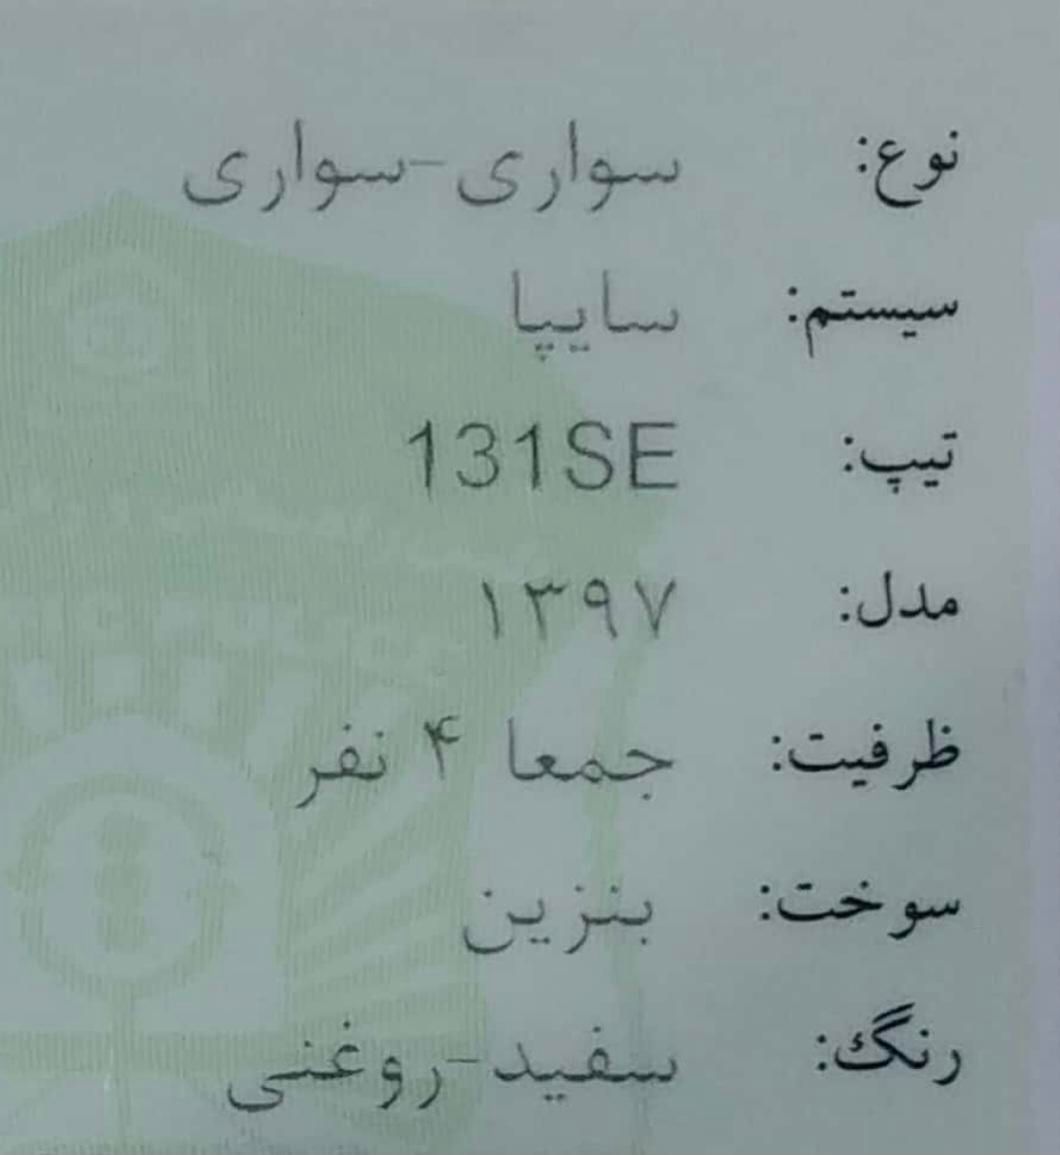 نوع: سواری-سواری
سیستم: سایپا
تیپ: 131SE
مدل: ۱۳۹۷
ظرفیت: جمعا ۴ نفر
سوخت: بنزین
رنگ: سفید-روغنی